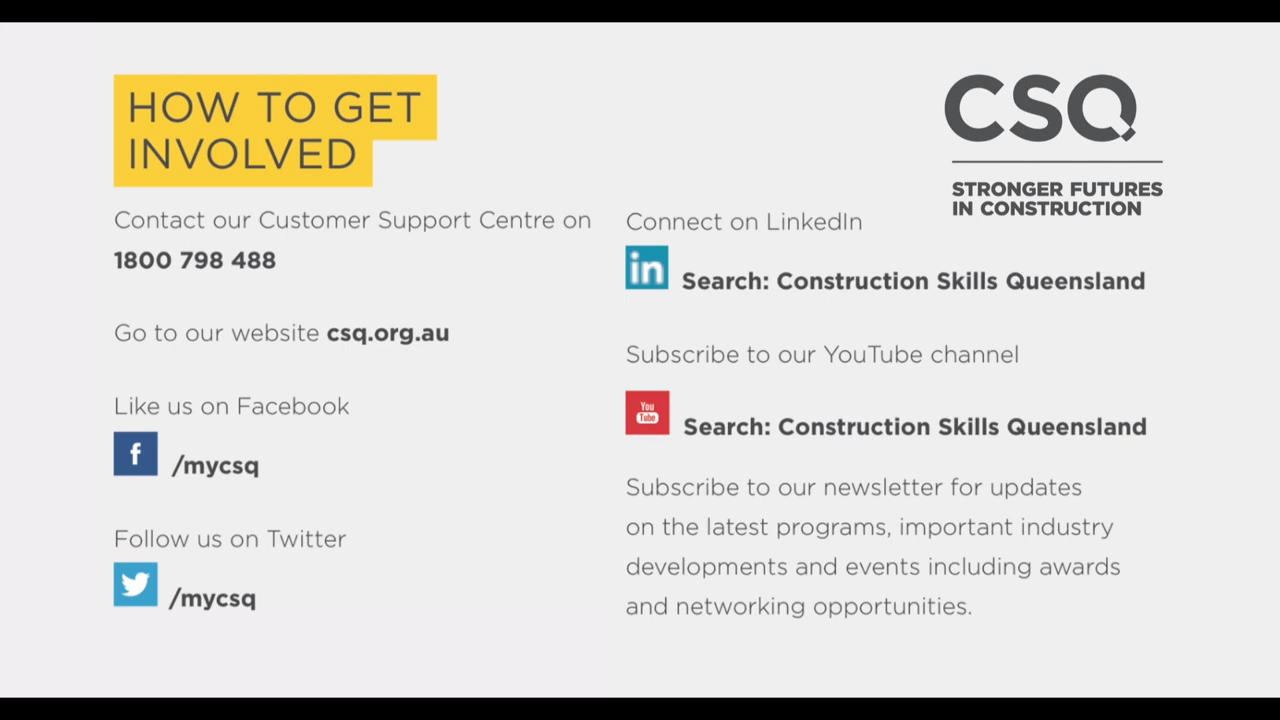 HOW TO GET
INVOLVED
Contact our Customer Support Centre on
1800 798 488
Go to our website csq.org.au
Like us on Facebook
f /mycsq
Follow us on Twitter
/mycsq
CSQ
STRONGER FUTURES
IN CONSTRUCTION
Connect on LinkedIn
in Search: Construction Skills Queensland
Subscribe to our YouTube channel
You
Tube
Search: Construction Skills Queensland
Subscribe to our newsletter for updates
on the latest programs, important industry
developments and events including awards
and networking opportunities.